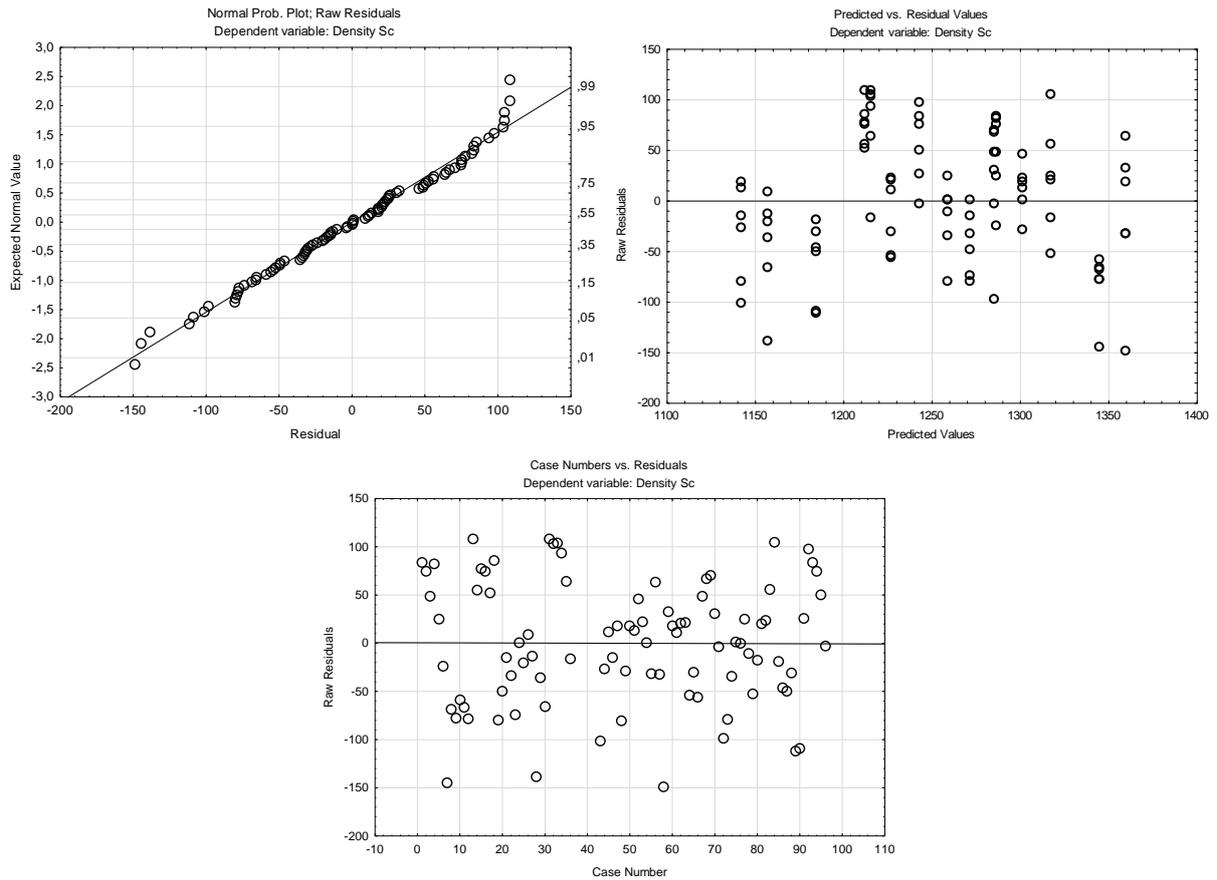 Normal Prob. Plot; Raw Residuals
Dependent variable: Density Sc
3,0
2,5
2,0
1,5
1,0
0,5
0,0
-0,5
-1,0
-1,5
-2,0
-2,5
-3,0
Expected Normal Value
,99
,95
,75
,55
,35
,15
,05
,01
-200 -150 -100 -50 0 50 100 150
Residual
Predicted vs. Residual Values
Dependent variable: Density Sc
150
100
50
0
-50
-100
-150
-200
Raw Residuals
1100 1150 1200 1250 1300 1350 1400
Predicted Values
Case Numbers vs. Residuals
Dependent variable: Density Sc
150
100
50
0
-50
-100
-150
-200
Raw Residuals
-10 0 10 20 30 40 50 60 70 80 90 100 110
Case Number